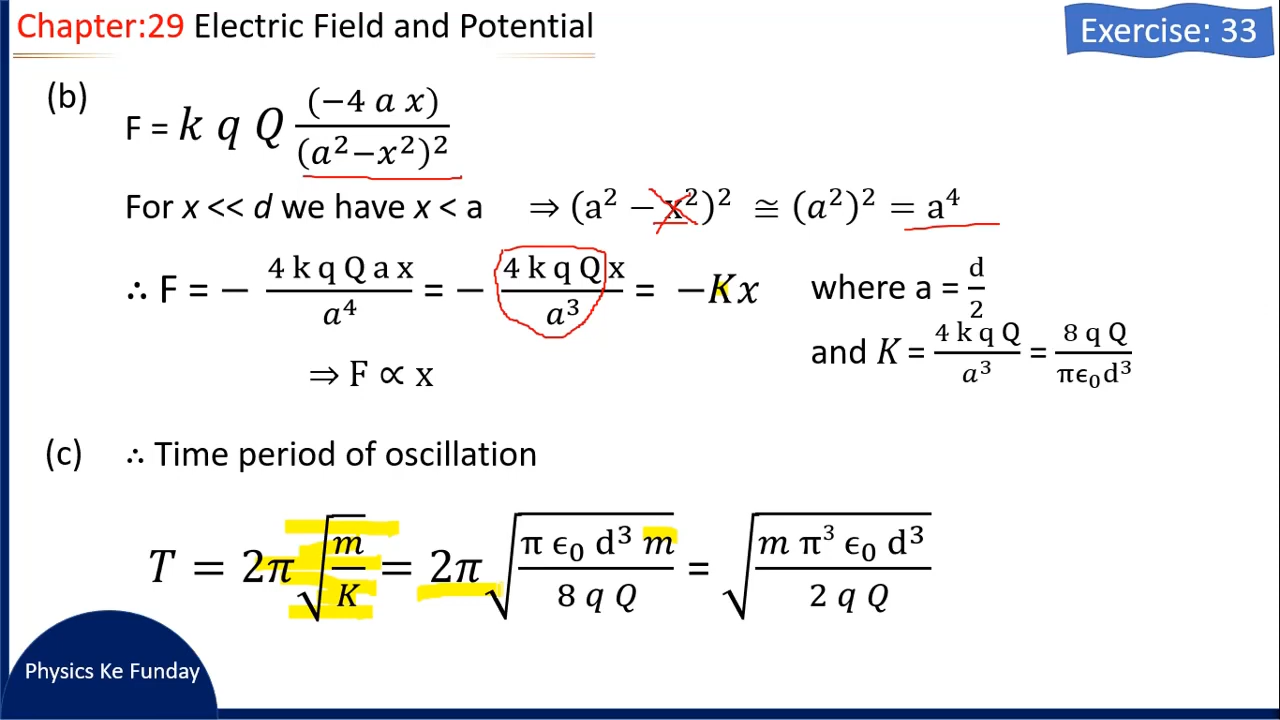 Chapter:29 Electric Field and Potential
Exercise: 33
(b) F = k q Q (−4 a x) / (a² − x²)²
For x << d we have x < a ⇒ (a² − x²)² ≅ (a²)² = a⁴
∴ F = − 4 k q Q a x / a⁴ = − 4 k q Q x / a³ = − Kx where a = d / 2
and K = 4 k q Q / a³ = 8 q Q / πϵ₀d³
⇒ F ∝ x
(c) ∴ Time period of oscillation
T = 2π √(m / K) = 2π √(π ϵ₀ d³ m / 8 q Q) = √(m π³ ϵ₀ d³ / 2 q Q)
Physics Ke Funday